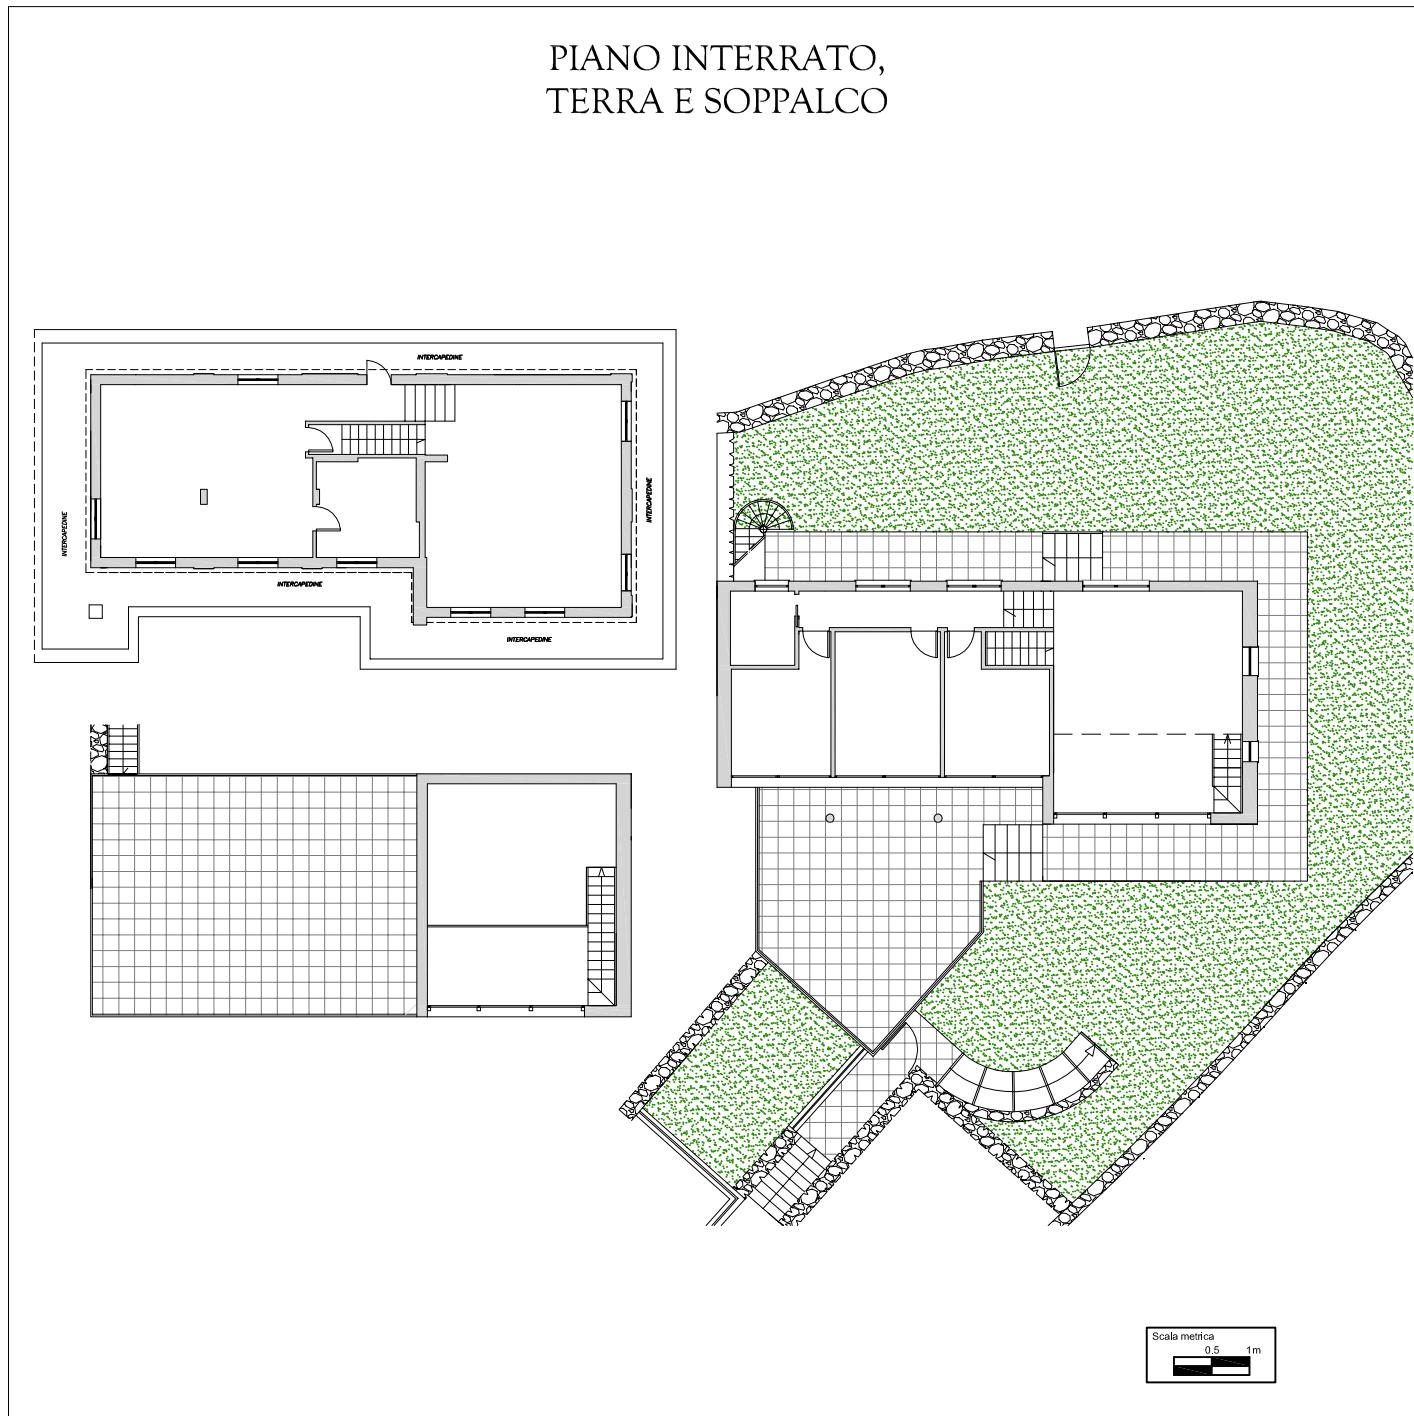 PIANO INTERRATO,
TERRA E SOPPALCO
INTERCAPEDINE
INTERCAPEDINE
INTERCAPEDINE
INTERCAPEDINE
INTERCAPEDINE
Scala metrica
0.5 1m